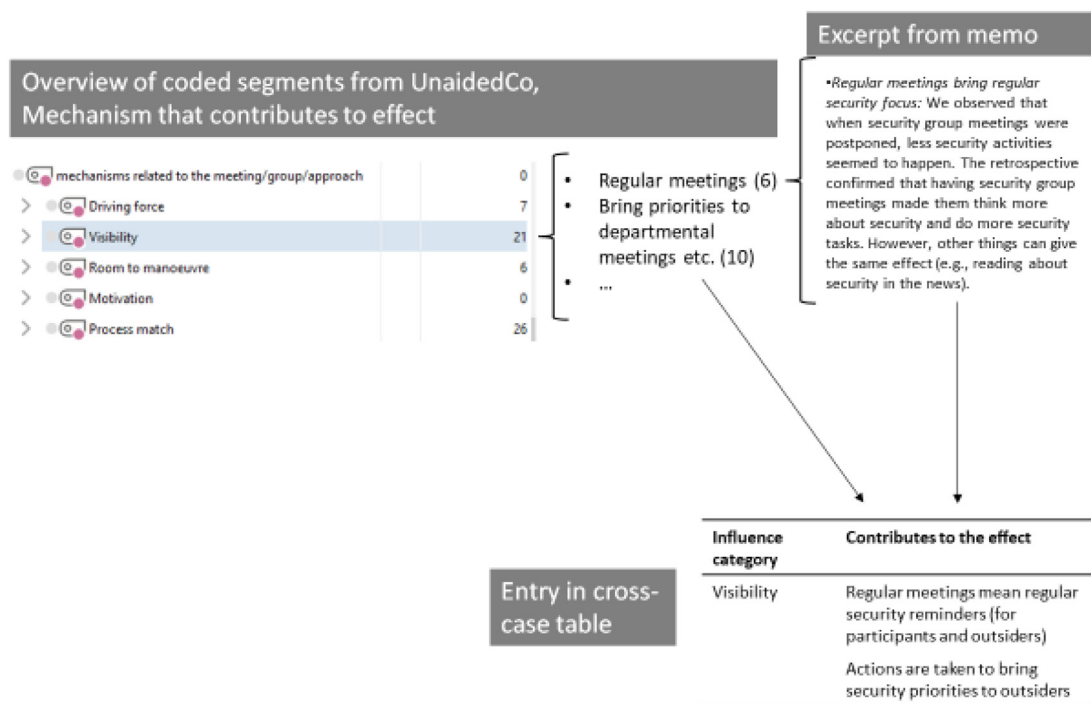 Excerpt from memo
Overview of coded segments from UnaidedCo,
Mechanism that contributes to effect
•Regular meetings bring regular
security focus: We observed that
when security group meetings were
postponed, less security activities
seemed to happen. The retrospective
confirmed that having security group
meetings made them think more
about security and do more security
tasks. However, other things can give
the same effect (e.g., reading about
security in the news).
mechanisms related to the meeting/group/approach 0
Driving force 7
Visibility 21
Room to manoeuvre 6
Motivation 0
Process match 26
• Regular meetings (6)
• Bring priorities to
departmental
meetings etc. (10)
• ...
Entry in cross-
case table
Influence
category
Contributes to the effect
Visibility
Regular meetings mean regular
security reminders (for
participants and outsiders)
Actions are taken to bring
security priorities to outsiders